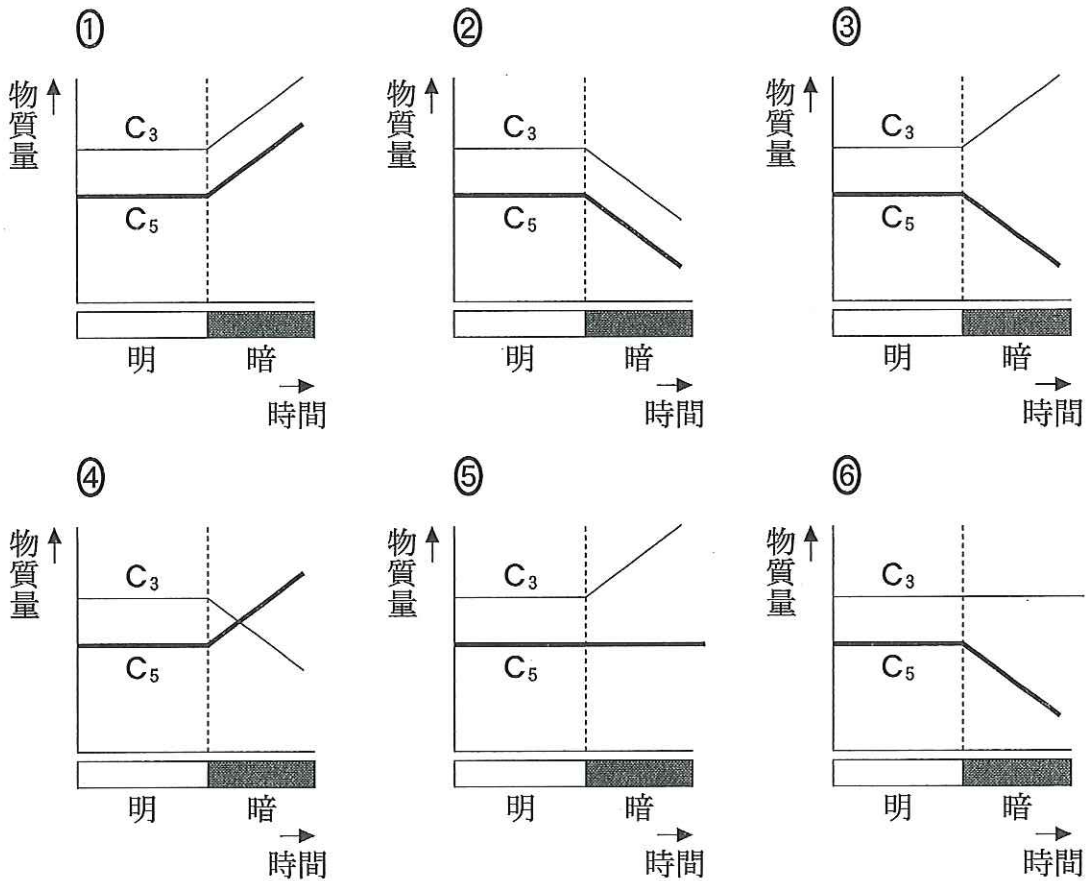 ① ② ③
物質量 物質量 物質量
C₃ C₃ C₃
C₅ C₅ C₅
明 暗 明 暗 明 暗
時間 時間 時間
④ ⑤ ⑥
物質量 物質量 物質量
C₃ C₃ C₃
C₅ C₅ C₅
明 暗 明 暗 明 暗
時間 時間 時間